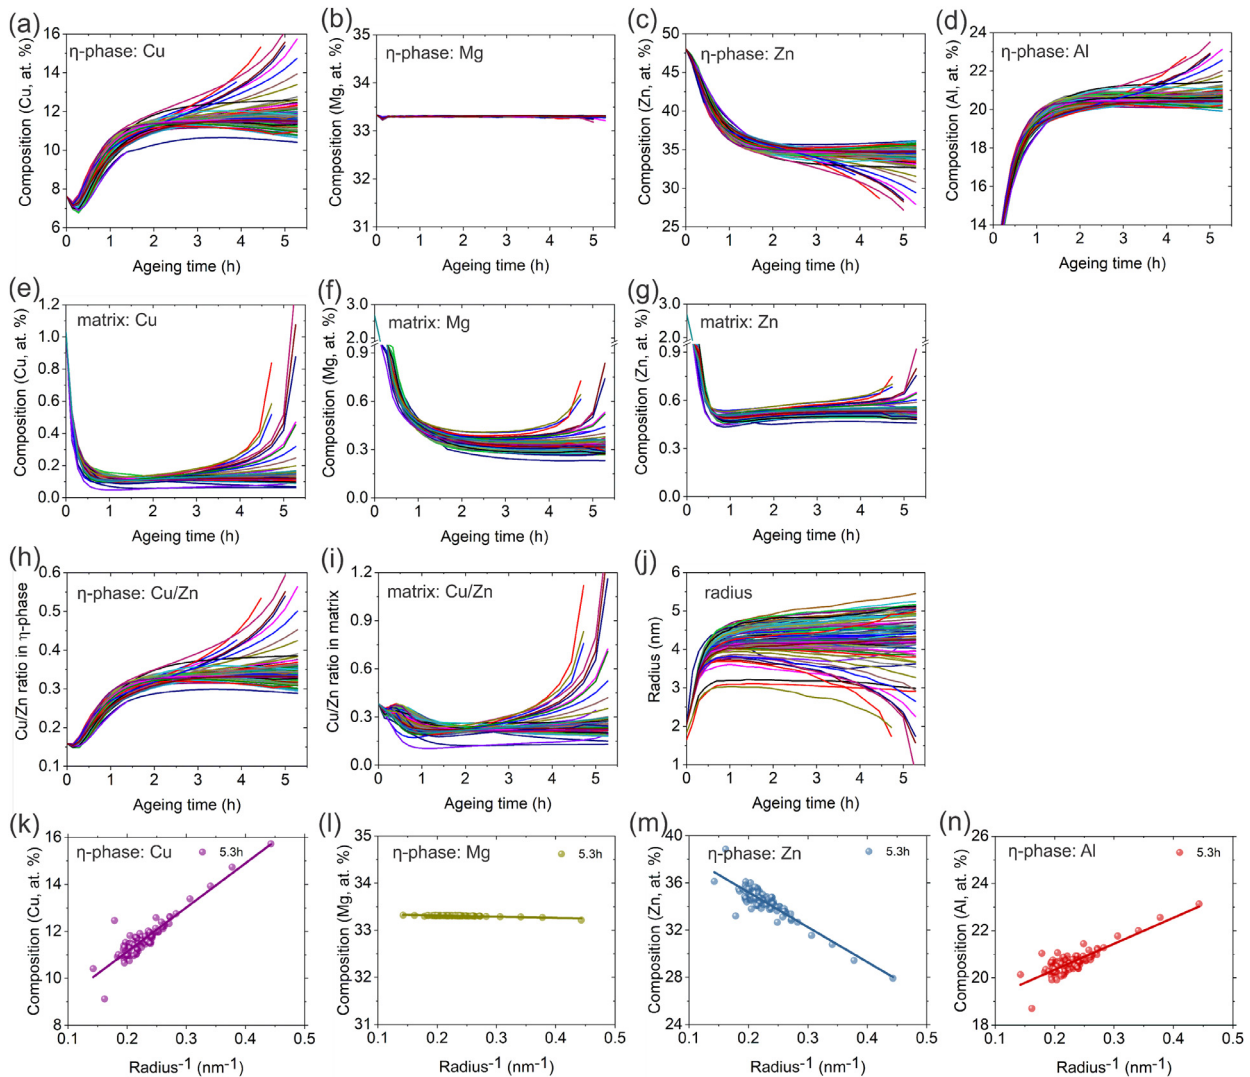 (a)
η-phase: Cu
Composition (Cu, at. %)
16
14
12
10
8
6
0 1 2 3 4 5
Ageing time (h)
(b)
η-phase: Mg
Composition (Mg, at. %)
36
35
34
33
32
31
0 1 2 3 4 5
Ageing time (h)
(c)
η-phase: Zn
Composition (Zn, at. %)
50
45
40
35
30
25
0 1 2 3 4 5
Ageing time (h)
(d)
η-phase: Al
Composition (Al, at. %)
24
22
20
18
16
14
0 1 2 3 4 5
Ageing time (h)
(e)
matrix: Cu
Composition (Cu, at. %)
1.2
1.0
0.8
0.6
0.4
0.2
0.0
0 1 2 3 4 5
Ageing time (h)
(f)
matrix: Mg
Composition (Mg, at. %)
3.0
2.0
0.9
0.6
0.3
0.0
0 1 2 3 4 5
Ageing time (h)
(g)
matrix: Zn
Composition (Zn, at. %)
3.0
2.0
0.9
0.6
0.3
0.0
0 1 2 3 4 5
Ageing time (h)
(h)
η-phase: Cu/Zn
Cu/Zn ratio in η-phase
0.6
0.5
0.4
0.3
0.2
0.1
0 1 2 3 4 5
Ageing time (h)
(i)
matrix: Cu/Zn
Cu/Zn ratio in matrix
1.2
0.9
0.6
0.3
0.0
0 1 2 3 4 5
Ageing time (h)
(j)
radius
Radius (nm)
6
5
4
3
2
1
0 1 2 3 4 5
Ageing time (h)
(k)
η-phase: Cu
5.3h
Composition (Cu, at. %)
16
14
12
10
8
0.1 0.2 0.3 0.4 0.5
Radius⁻¹ (nm⁻¹)
(l)
η-phase: Mg
5.3h
Composition (Mg, at. %)
35
34
33
32
31
0.1 0.2 0.3 0.4 0.5
Radius⁻¹ (nm⁻¹)
(m)
η-phase: Zn
5.3h
Composition (Zn, at. %)
40
36
32
28
24
0.1 0.2 0.3 0.4 0.5
Radius⁻¹ (nm⁻¹)
(n)
η-phase: Al
5.3h
Composition (Al, at. %)
26
24
22
20
18
0.1 0.2 0.3 0.4 0.5
Radius⁻¹ (nm⁻¹)